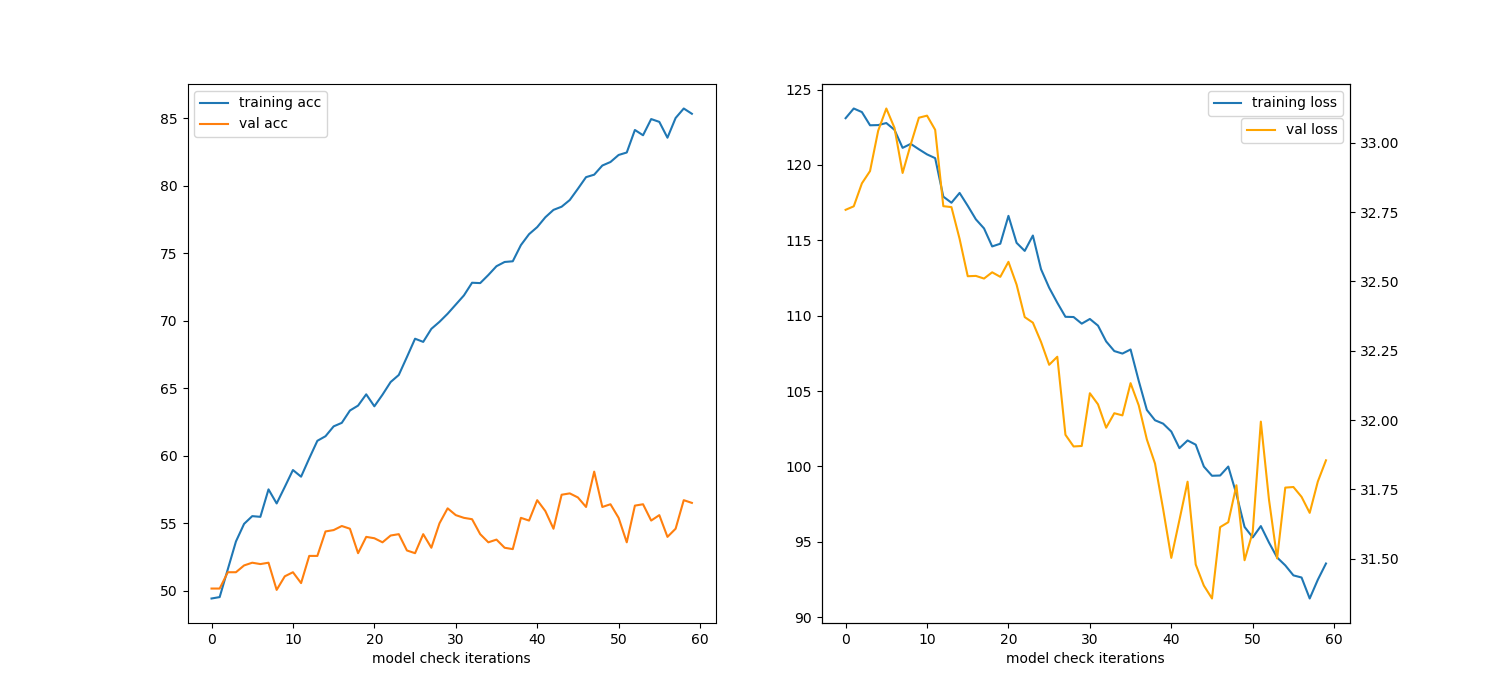 training acc
val acc
85
80
75
70
65
60
55
50
0 10 20 30 40 50 60
model check iterations
training loss
val loss
125
120
115
110
105
100
95
90
33.00
32.75
32.50
32.25
32.00
31.75
31.50
0 10 20 30 40 50 60
model check iterations